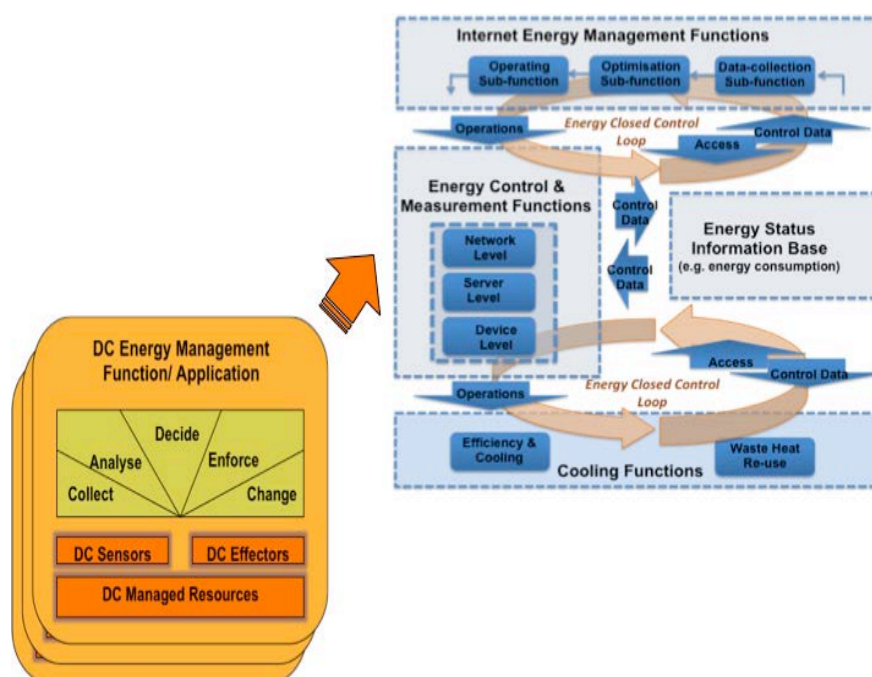 Internet Energy Management Functions
Operating
Sub-function
Optimisation
Sub-function
Data-collection
Sub-function
Operations
Energy Closed Control
Loop
Access
Control Data
Energy Control &
Measurement Functions
Network
Level
Server
Level
Device
Level
Control
Data
Control
Data
Energy Status
Information Base
(e.g. energy consumption)
Operations
Energy Closed Control
Loop
Access
Control Data
Efficiency &
Cooling
Waste Heat
Re-use
Cooling Functions
DC Energy Management
Function/ Application
Collect
Analyse
Decide
Enforce
Change
DC Sensors
DC Effectors
DC Managed Resources